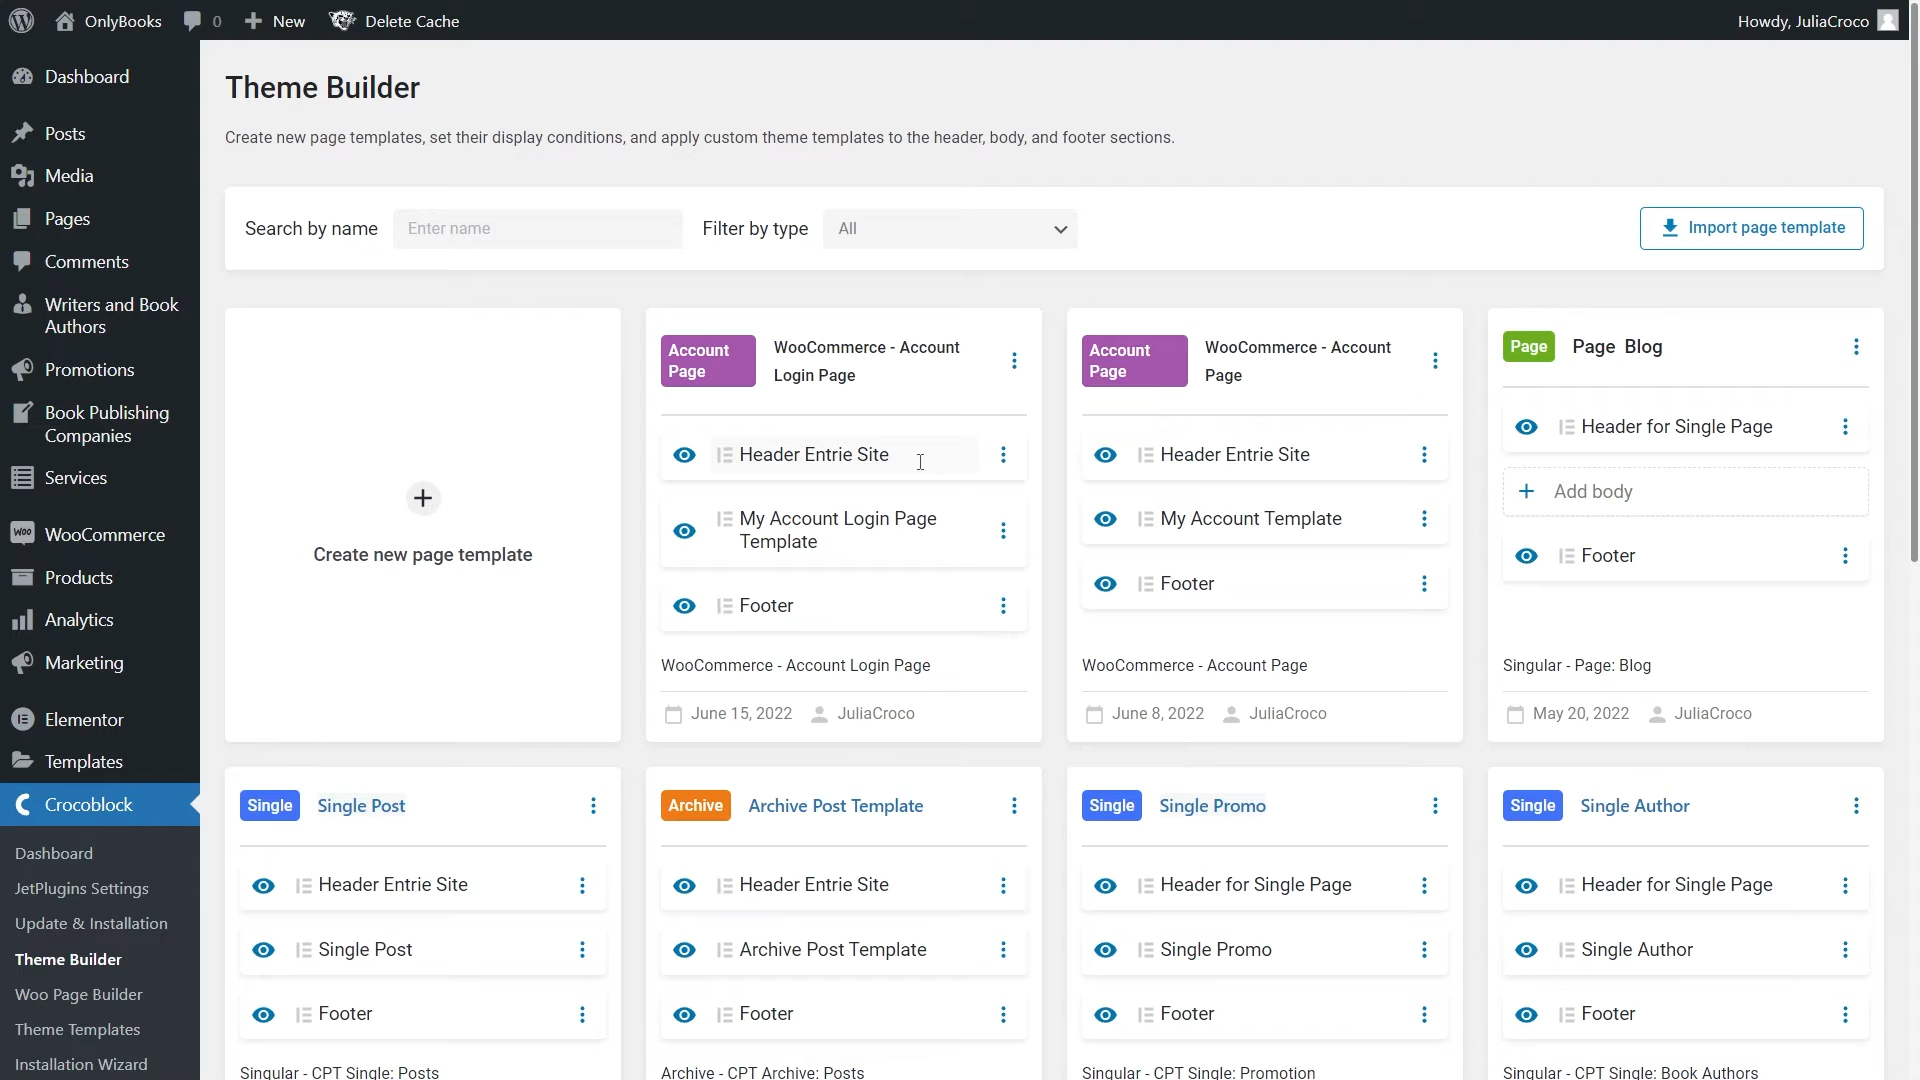 OnlyBooks 0 New Delete Cache Howdy, JuliaCroco
Dashboard
Posts
Media
Pages
Comments
Writers and Book
Authors
Promotions
Book Publishing
Companies
Services
WooCommerce
Products
Analytics
Marketing
Elementor
Templates
Crocoblock
Dashboard
JetPlugins Settings
Update & Installation
Theme Builder
Woo Page Builder
Theme Templates
Installation Wizard
Theme Builder
Create new page templates, set their display conditions, and apply custom theme templates to the header, body, and footer sections.
Search by name Enter name Filter by type All Import page template
Create new page template
Account
Page
WooCommerce - Account
Login Page
Header Entrie Site
My Account Login Page
Template
Footer
WooCommerce - Account Login Page
June 15, 2022 JuliaCroco
Account
Page
WooCommerce - Account
Page
Header Entrie Site
My Account Template
Footer
WooCommerce - Account Page
June 8, 2022 JuliaCroco
Page Page Blog
Header for Single Page
Add body
Footer
Singular - Page: Blog
May 20, 2022 JuliaCroco
Single Single Post
Header Entrie Site
Single Post
Footer
Singular - CPT Single: Posts
Archive Archive Post Template
Header Entrie Site
Archive Post Template
Footer
Archive - CPT Archive: Posts
Single Single Promo
Header for Single Page
Single Promo
Footer
Singular - CPT Single: Promotion
Single Single Author
Header for Single Page
Single Author
Footer
Singular - CPT Single: Book Authors